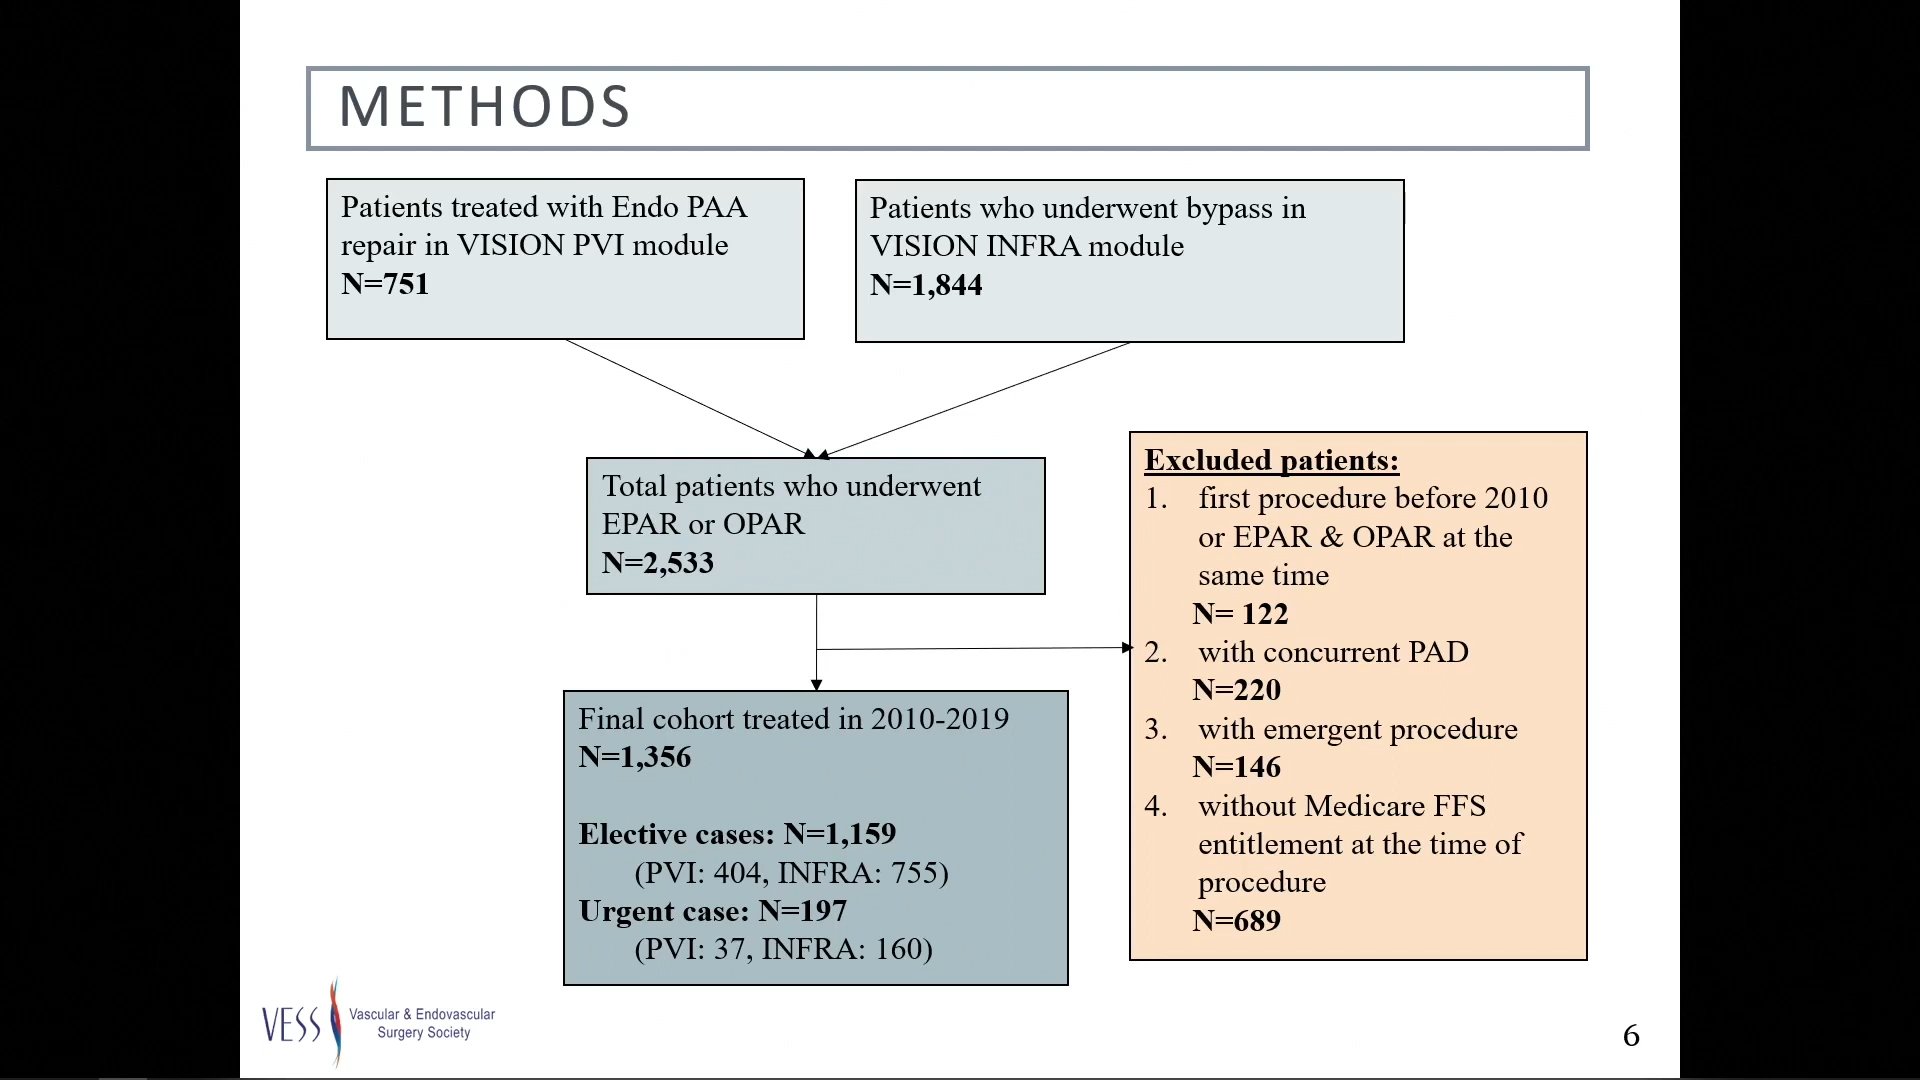 METHODS
Patients treated with Endo PAA
repair in VISION PVI module
N=751
Patients who underwent bypass in
VISION INFRA module
N=1,844
Total patients who underwent
EPAR or OPAR
N=2,533
Excluded patients:
1. first procedure before 2010
or EPAR & OPAR at the
same time
N= 122
2. with concurrent PAD
N=220
3. with emergent procedure
N=146
4. without Medicare FFS
entitlement at the time of
procedure
N=689
Final cohort treated in 2010-2019
N=1,356
Elective cases: N=1,159
(PVI: 404, INFRA: 755)
Urgent case: N=197
(PVI: 37, INFRA: 160)
VESS
Vascular & Endovascular
Surgery Society
6